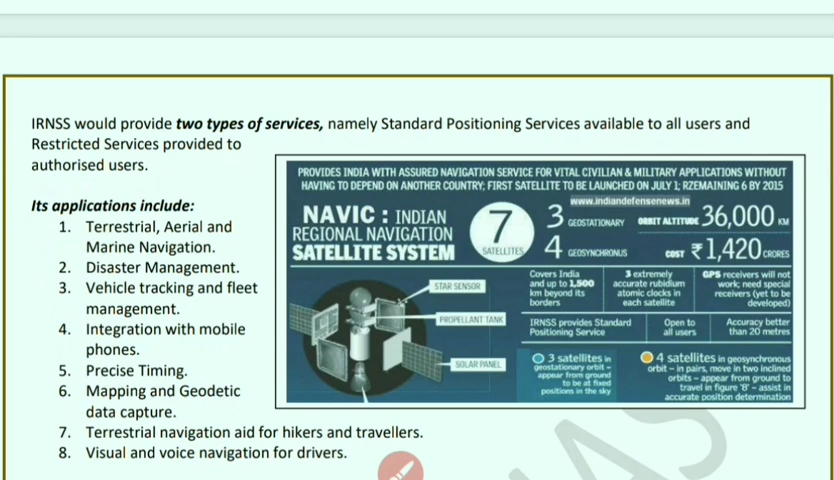 IRNSS would provide two types of services, namely Standard Positioning Services available to all users and
Restricted Services provided to
authorised users.
Its applications include:
1. Terrestrial, Aerial and
Marine Navigation.
2. Disaster Management.
3. Vehicle tracking and fleet
management.
4. Integration with mobile
phones.
5. Precise Timing.
6. Mapping and Geodetic
data capture.
7. Terrestrial navigation aid for hikers and travellers.
8. Visual and voice navigation for drivers.
PROVIDES INDIA WITH ASSURED NAVIGATION SERVICE FOR VITAL CIVILIAN & MILITARY APPLICATIONS WITHOUT
HAVING TO DEPEND ON ANOTHER COUNTRY; FIRST SATELLITE TO BE LAUNCHED ON JULY 1; RZEMAINING 6 BY 2015
www.indiandefensenews.in
NAVIC : INDIAN
REGIONAL NAVIGATION
SATELLITE SYSTEM
7
SATELLITES
3 GEOSTATIONARY
4 GEOSYNCHRONUS
ORBIT ALTITUDE 36,000 KM
COST ₹1,420 CRORES
STAR SENSOR
PROPELLANT TANK
SOLAR PANEL
Covers India
and up to 1,500
km beyond its
borders
3 extremely
accurate rubidium
atomic clocks in
each satellite
GPS receivers will not
work; need special
receivers (yet to be
developed)
IRNSS provides Standard
Positioning Service
Open to
all users
Accuracy better
than 20 metres
3 satellites in
geostationary orbit –
appear from ground
to be at fixed
positions in the sky
4 satellites in geosynchronous
orbit – in pairs, move in two inclined
orbits – appear from ground to
travel in figure '8' – assist in
accurate position determination
AS